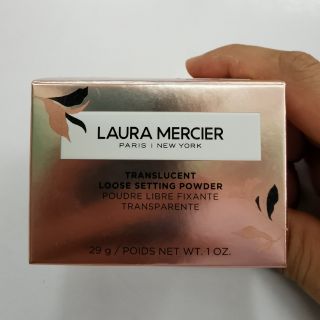 LAURA MERCIER
PARIS | NEW YORK
TRANSLUCENT
LOOSE SETTING POWDER
POUDRE LIBRE FIXANTE
TRANSPARENTE
29 g / POIDS NET WT. 1 OZ.